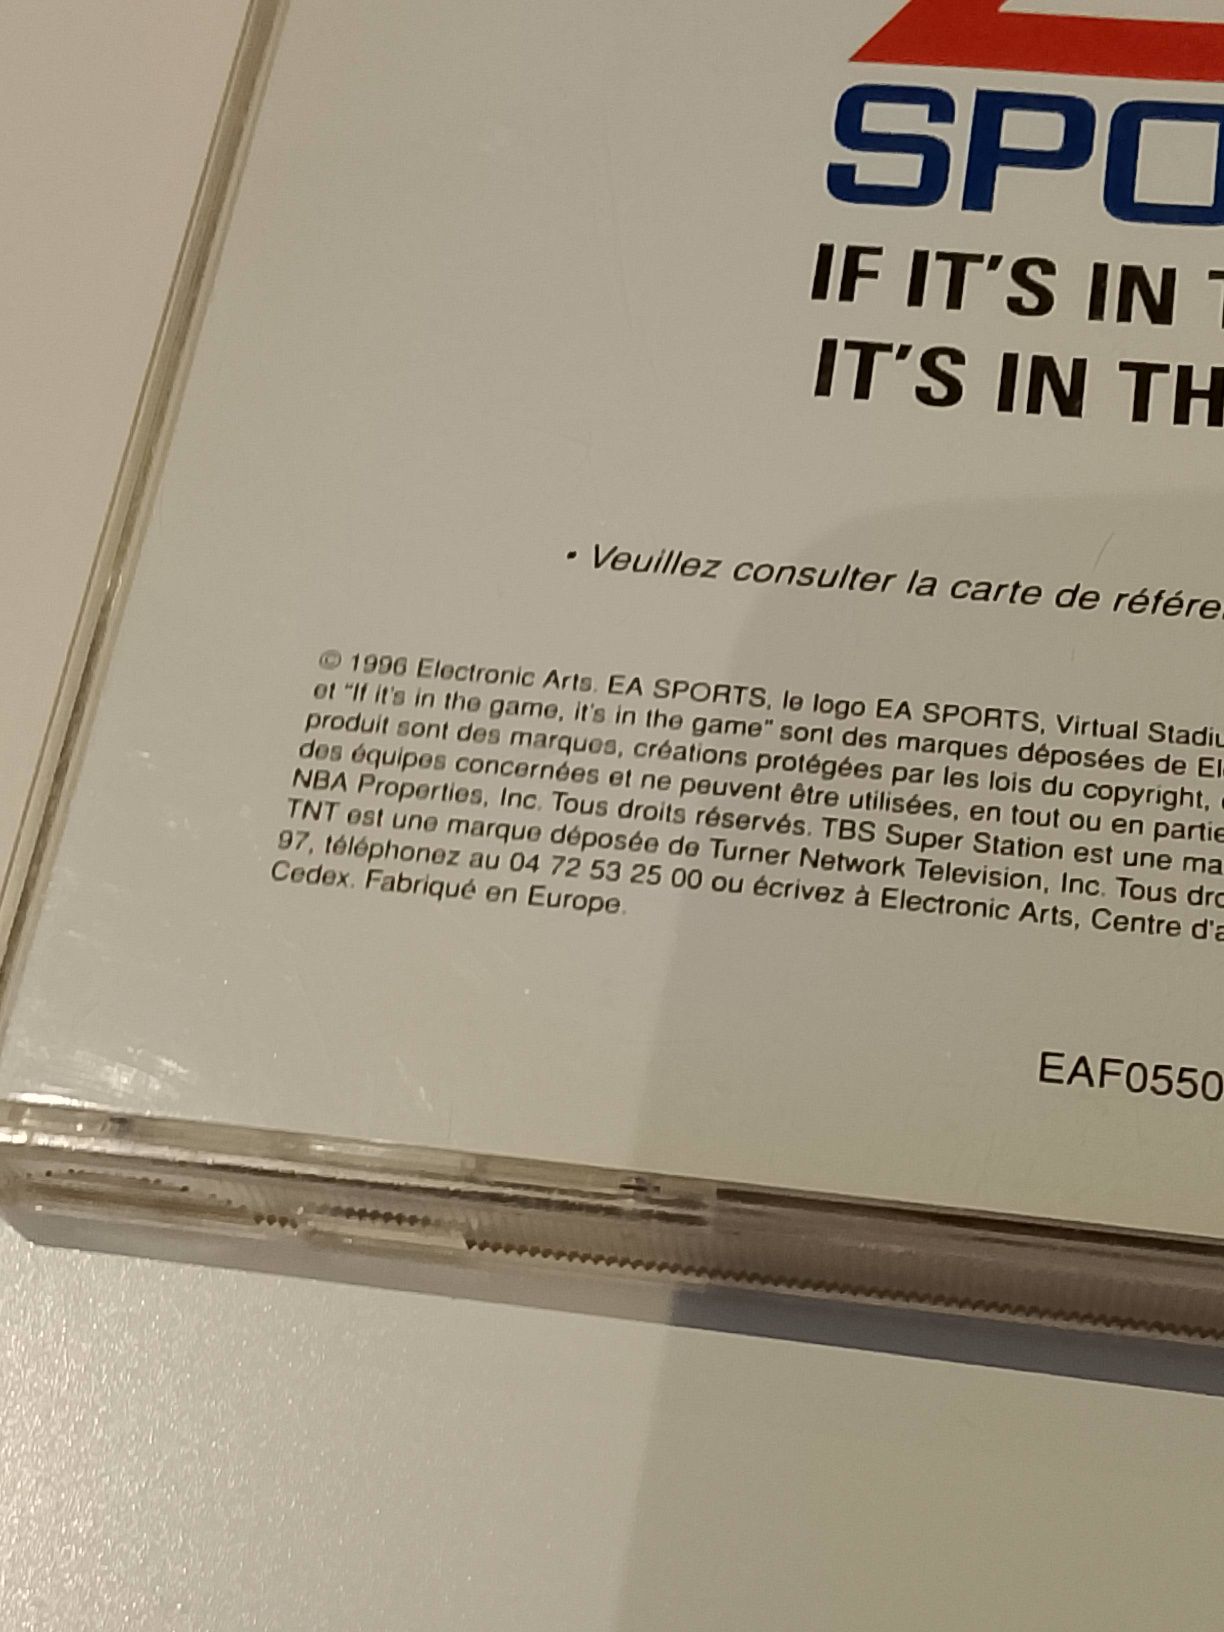 SPO
IF IT'S IN
IT'S IN TH
• Veuillez consulter la carte de référe
© 1996 Electronic Arts. EA SPORTS, le logo EA SPORTS, Virtual Stadiu
et "If it's in the game, it's in the game" sont des marques déposées de El
produit sont des marques, créations protégées par les lois du copyright,
des équipes concernées et ne peuvent être utilisées, en tout ou en partie
NBA Properties, Inc. Tous droits réservés. TBS Super Station est une ma
TNT est une marque déposée de Turner Network Television, Inc. Tous dro
97, téléphonez au 04 72 53 25 00 ou écrivez à Electronic Arts, Centre d'a
Cedex. Fabriqué en Europe.
EAF0550